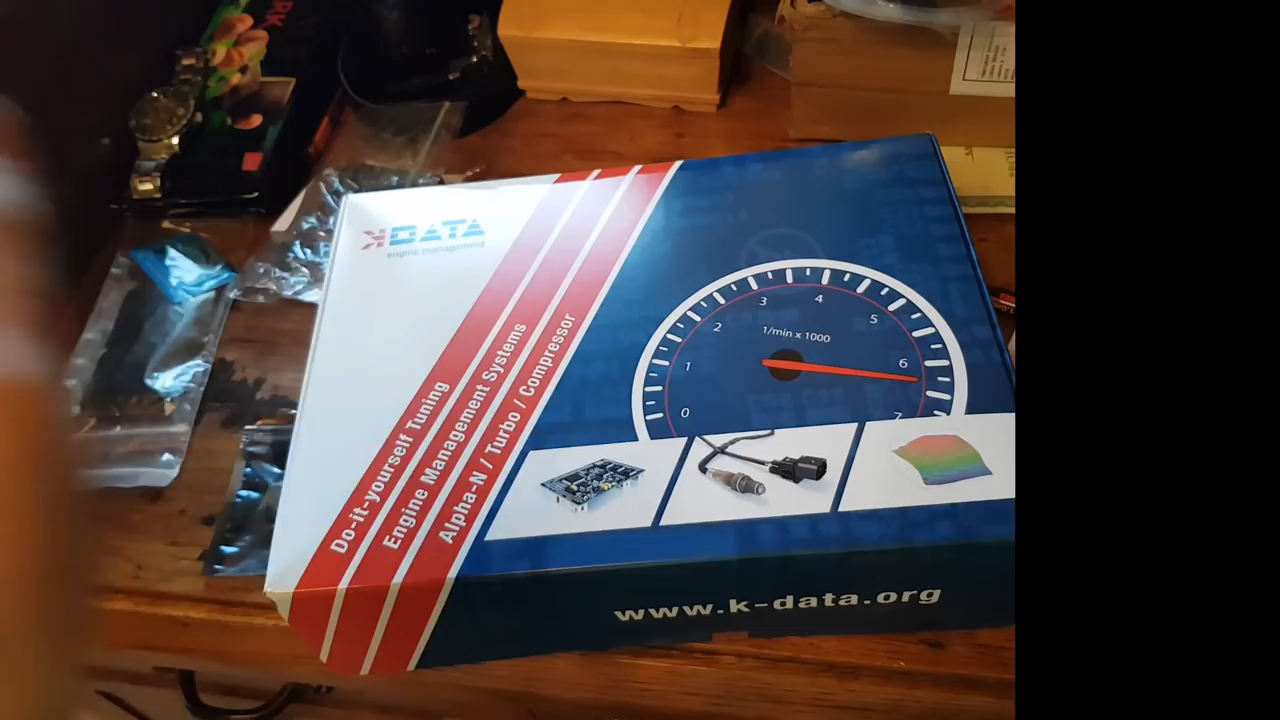 RK
KDATA
engine management
Do-it-yourself Tuning
Engine Management Systems
Alpha-N / Turbo / Compressor
1/min x 1000
0
1
2
3
4
5
6
7
www.k-data.org